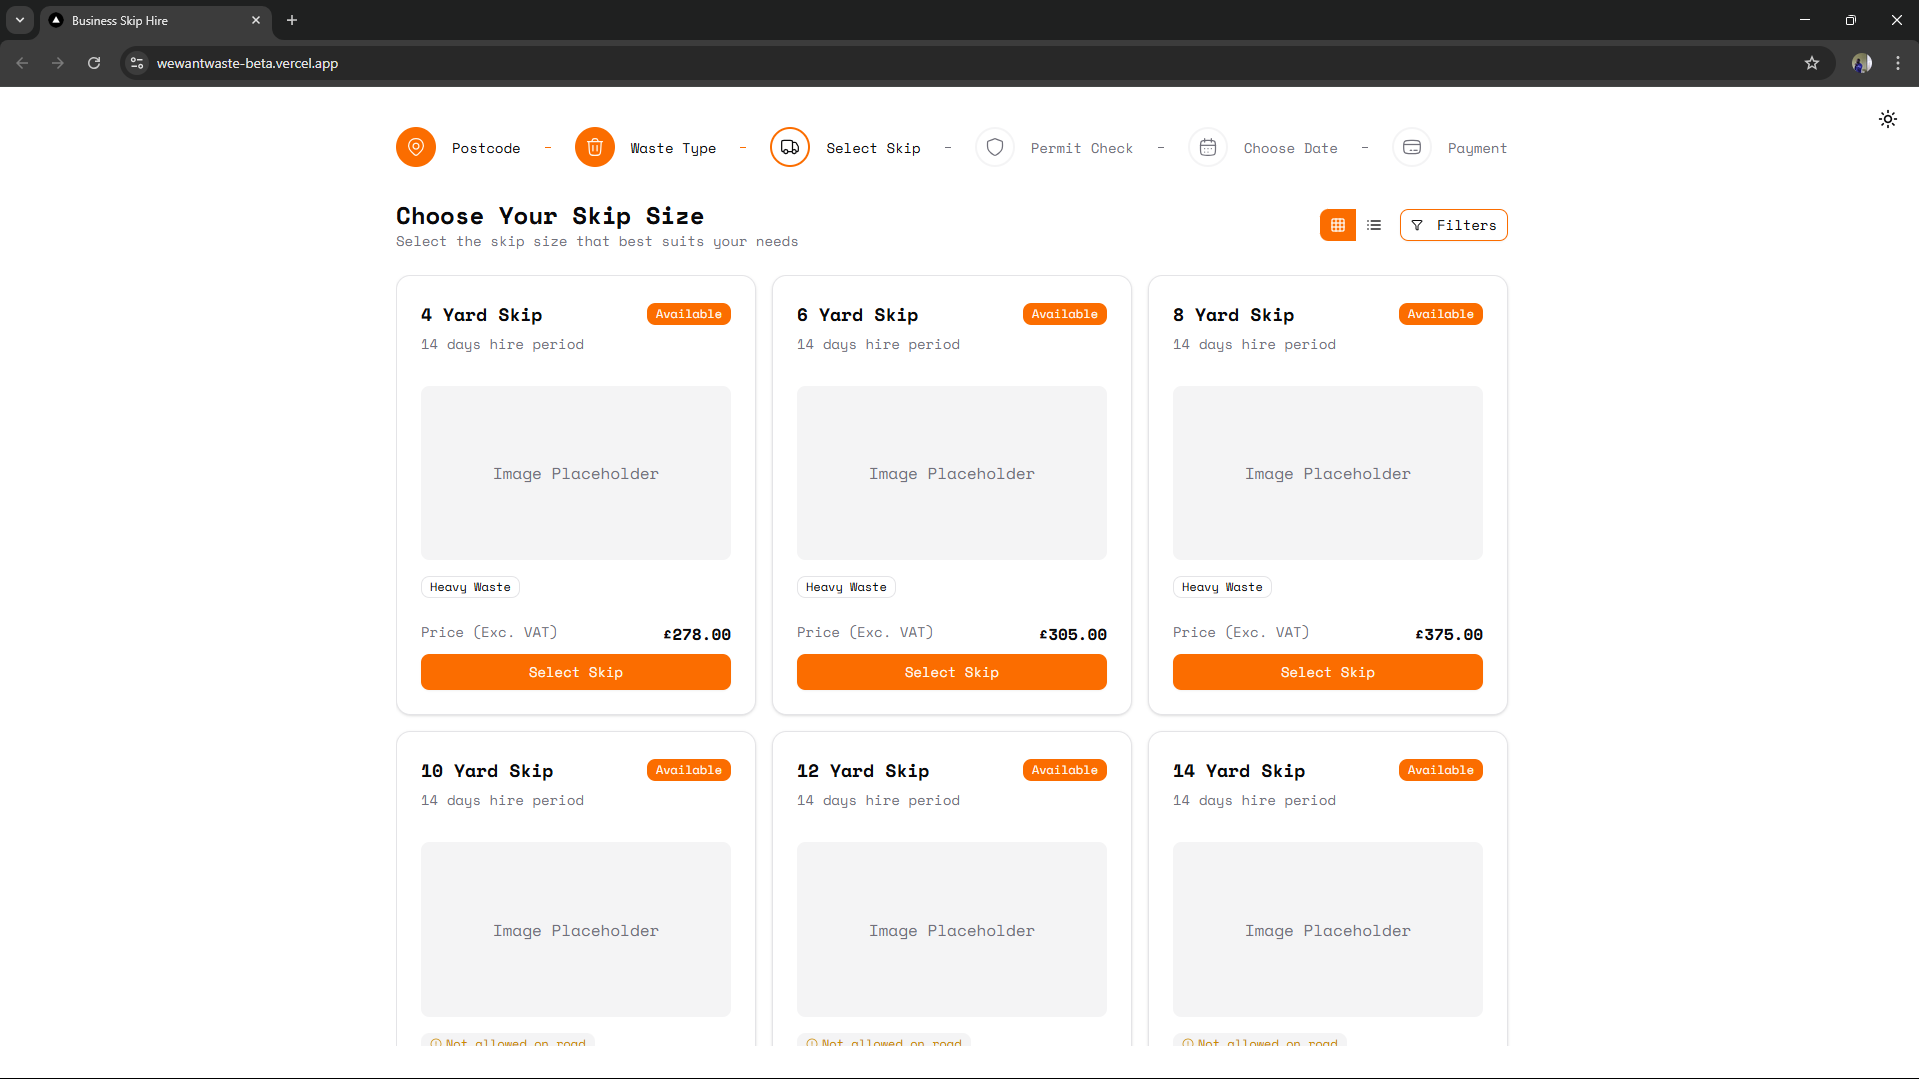 Business Skip Hire
wewantwaste-beta.vercel.app
Postcode - Waste Type - Select Skip - Permit Check - Choose Date - Payment
Choose Your Skip Size
Select the skip size that best suits your needs
Filters
4 Yard Skip Available
14 days hire period
Image Placeholder
Heavy Waste
Price (Exc. VAT) £278.00
Select Skip
6 Yard Skip Available
14 days hire period
Image Placeholder
Heavy Waste
Price (Exc. VAT) £305.00
Select Skip
8 Yard Skip Available
14 days hire period
Image Placeholder
Heavy Waste
Price (Exc. VAT) £375.00
Select Skip
10 Yard Skip Available
14 days hire period
Image Placeholder
Not allowed on road
12 Yard Skip Available
14 days hire period
Image Placeholder
Not allowed on road
14 Yard Skip Available
14 days hire period
Image Placeholder
Not allowed on road